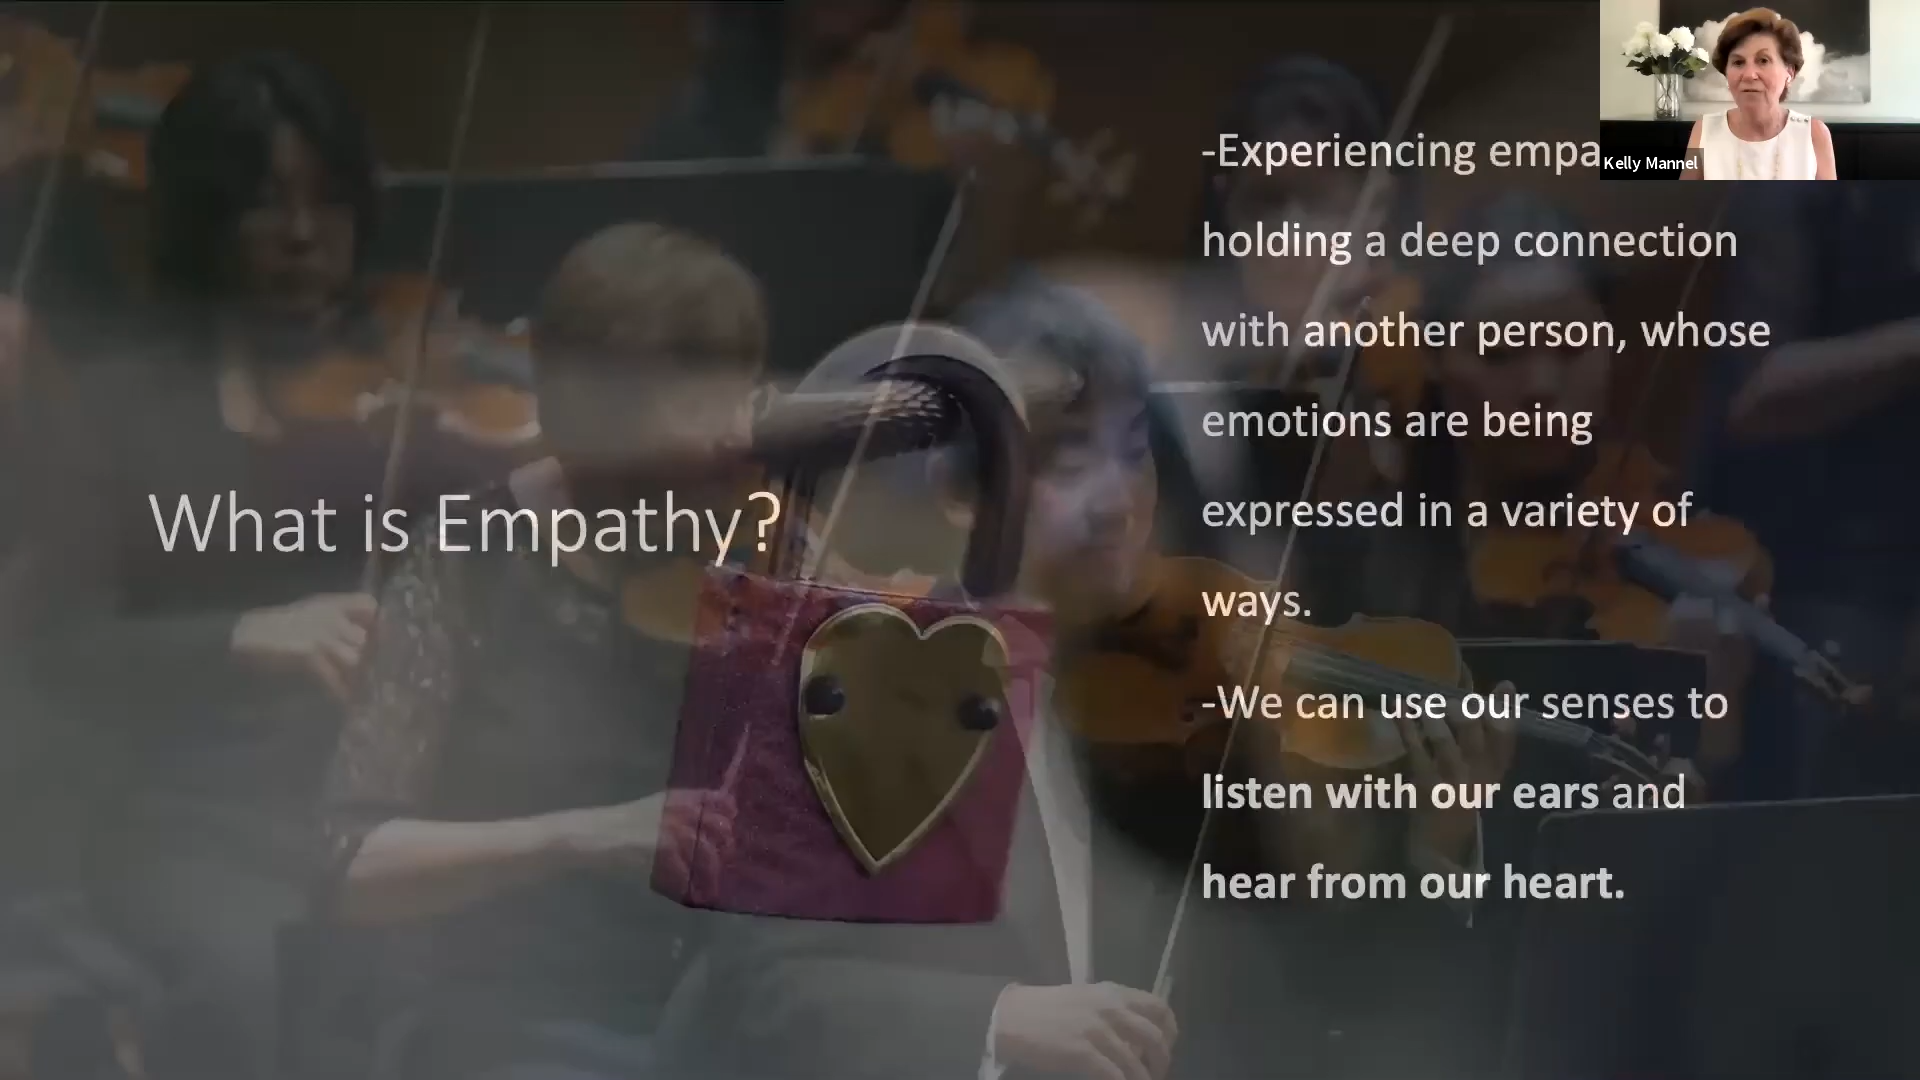 What is Empathy?
-Experiencing empa
holding a deep connection
with another person, whose
emotions are being
expressed in a variety of
ways.
-We can use our senses to
listen with our ears and
hear from our heart.
Kelly Mannel